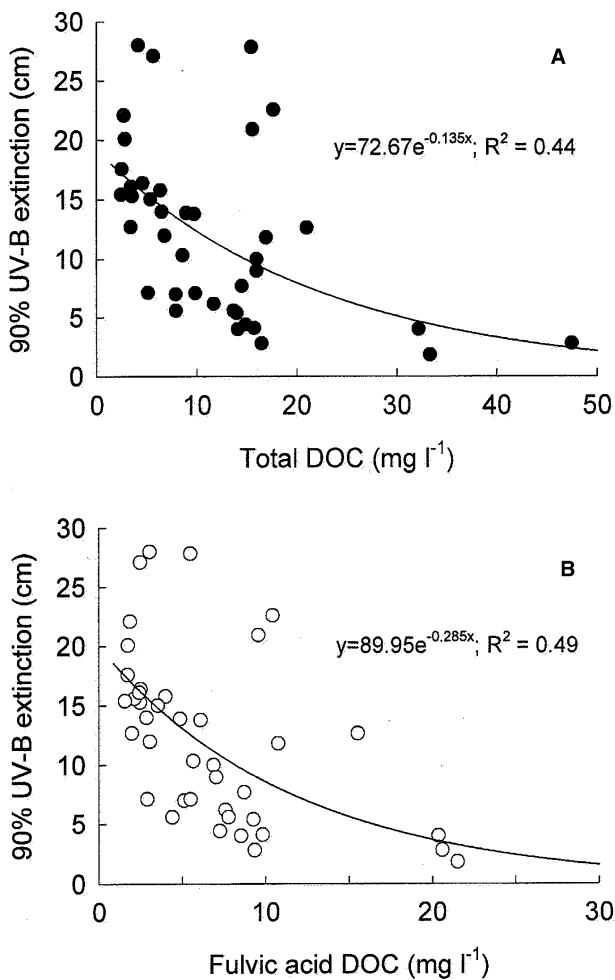 30
25
20
15
10
5
0
90% UV-B extinction (cm)
A
y=72.67e^-0.135x; R² = 0.44
0 10 20 30 40 50
Total DOC (mg l⁻¹)
30
25
20
15
10
5
0
90% UV-B extinction (cm)
B
y=89.95e^-0.285x; R² = 0.49
0 10 20 30
Fulvic acid DOC (mg l⁻¹)